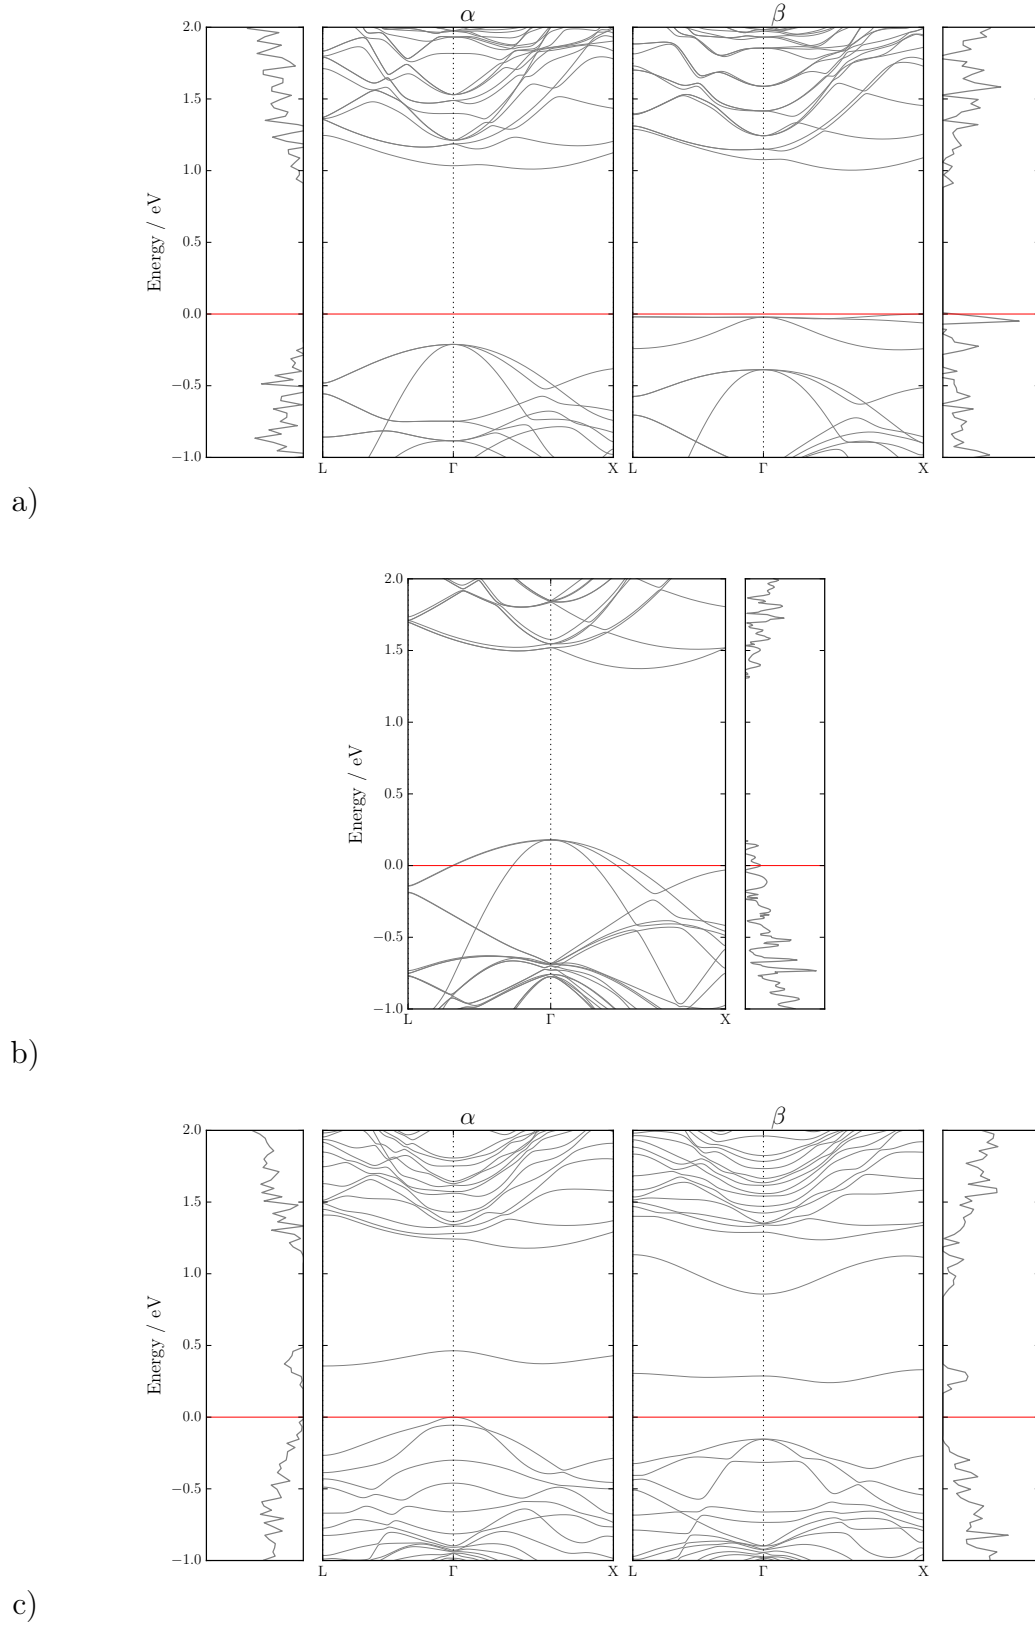 α β
2.0
1.5
1.0
0.5
0.0
−0.5
−1.0
Energy / eV
L Γ X L Γ X
a)
2.0
1.5
1.0
0.5
0.0
−0.5
−1.0
Energy / eV
L Γ X
b)
α β
2.0
1.5
1.0
0.5
0.0
−0.5
−1.0
Energy / eV
L Γ X L Γ X
c)